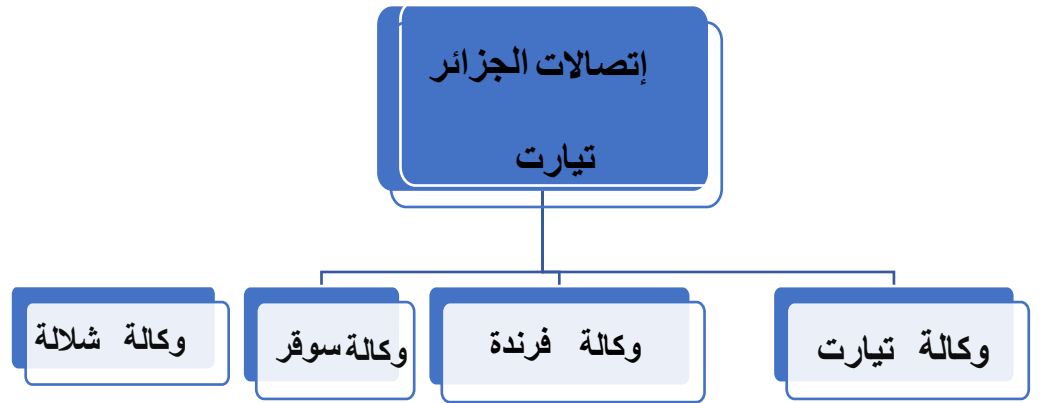 إتصالات الجزائر
تيارت
وكالة تيارت
وكالة فرندة
وكالة سوقر
وكالة شلالة